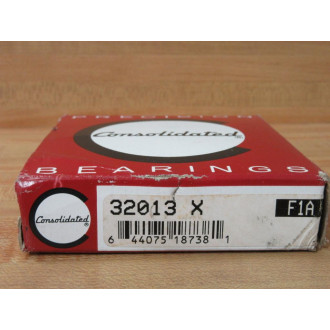 PRECISION
Consolidated®
BEARINGS
Consolidated®
32013 X
F1A
6 44075 18738 1